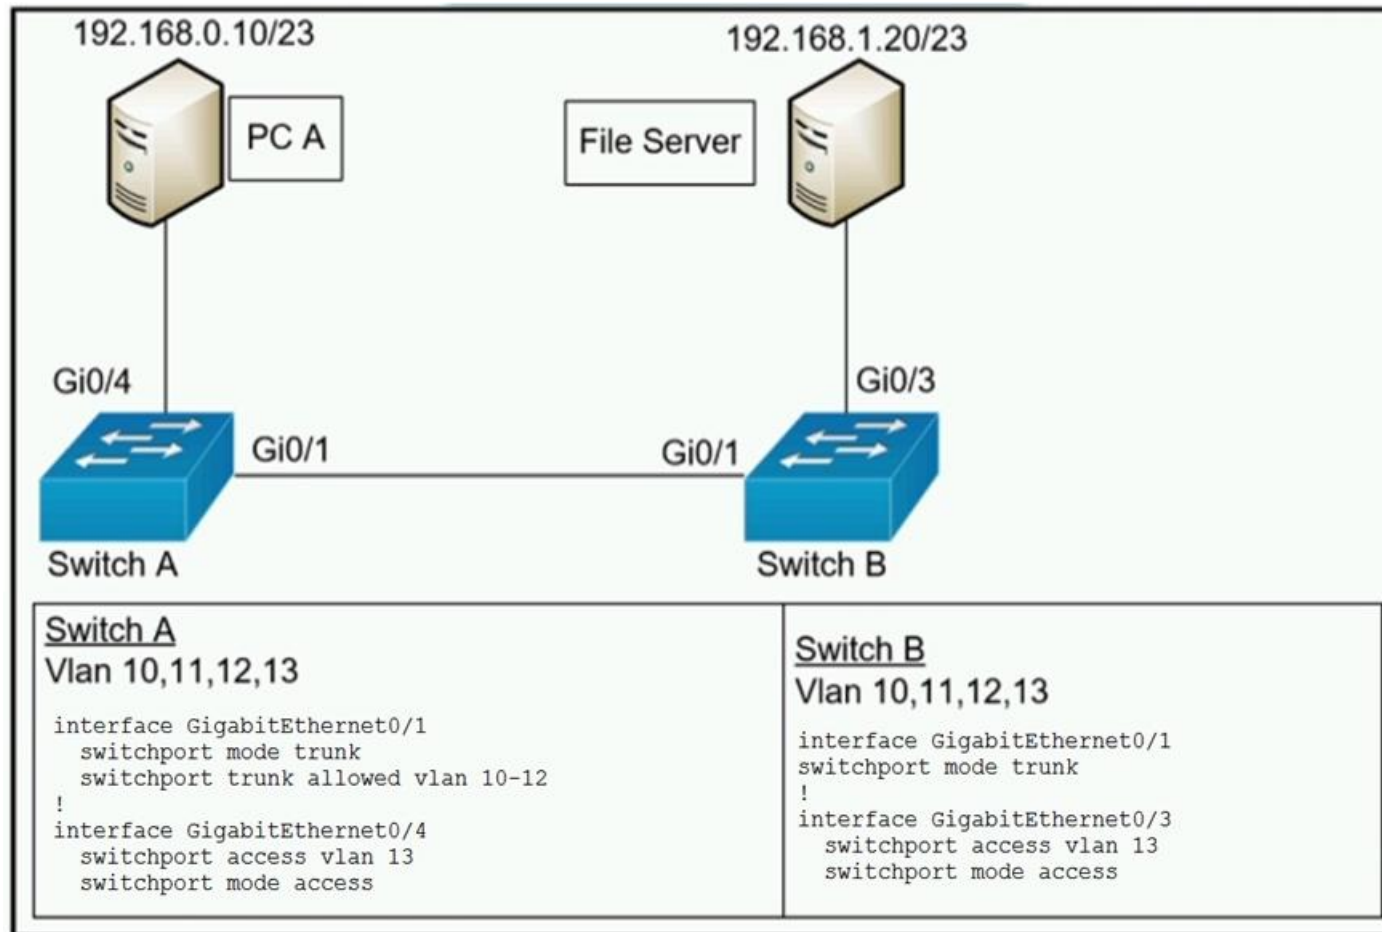 192.168.0.10/23
192.168.1.20/23
PC A
File Server
Gi0/4
Gi0/3
Gi0/1
Gi0/1
Switch A
Switch B
Switch A
Vlan 10,11,12,13
interface GigabitEthernet0/1
switchport mode trunk
switchport trunk allowed vlan 10-12
!
interface GigabitEthernet0/4
switchport access vlan 13
switchport mode access
Switch B
Vlan 10,11,12,13
interface GigabitEthernet0/1
switchport mode trunk
!
interface GigabitEthernet0/3
switchport access vlan 13
switchport mode access